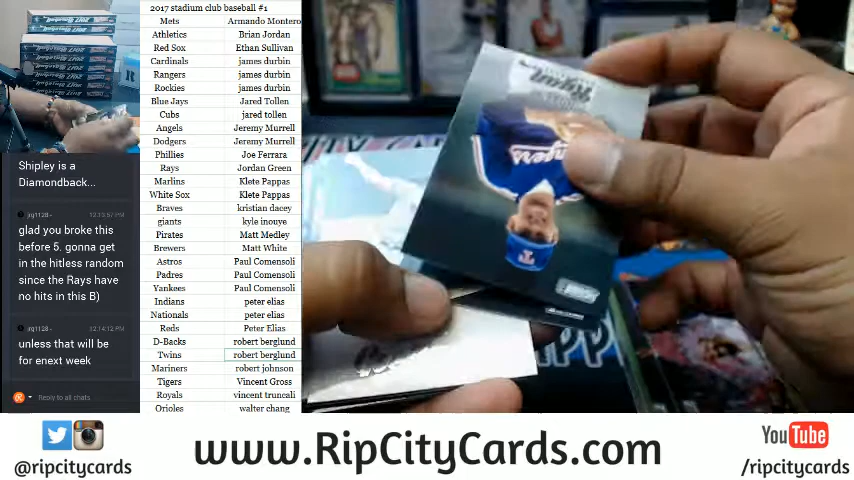 2017 stadium club baseball #1
Mets Armando Montero
Athletics Brian Jordan
Red Sox Ethan Sullivan
Cardinals james durbin
Rangers james durbin
Rockies james durbin
Blue Jays Jared Tollen
Cubs jared tollen
Angels Jeremy Murrell
Dodgers Jeremy Murrell
Phillies Joe Ferrara
Rays Jordan Green
Marlins Klete Pappas
White Sox Klete Pappas
Braves kristian dacey
giants kyle inouye
Pirates Matt Medley
Brewers Matt White
Astros Paul Comensoli
Padres Paul Comensoli
Yankees Paul Comensoli
Indians peter elias
Nationals peter elias
Reds Peter Elias
D-Backs robert berglund
Twins robert berglund
Mariners robert johnson
Tigers Vincent Gross
Royals vincent truncali
Orioles walter chang
Shipley is a
Diamondback...
jrg1128
glad you broke this
before 5. gonna get
in the hitless random
since the Rays have
no hits in this B)
jrg1128
unless that will be
for enext week
Reply to all chats
@ripcitycards
www.RipCityCards.com
YouTube
/ripcitycards